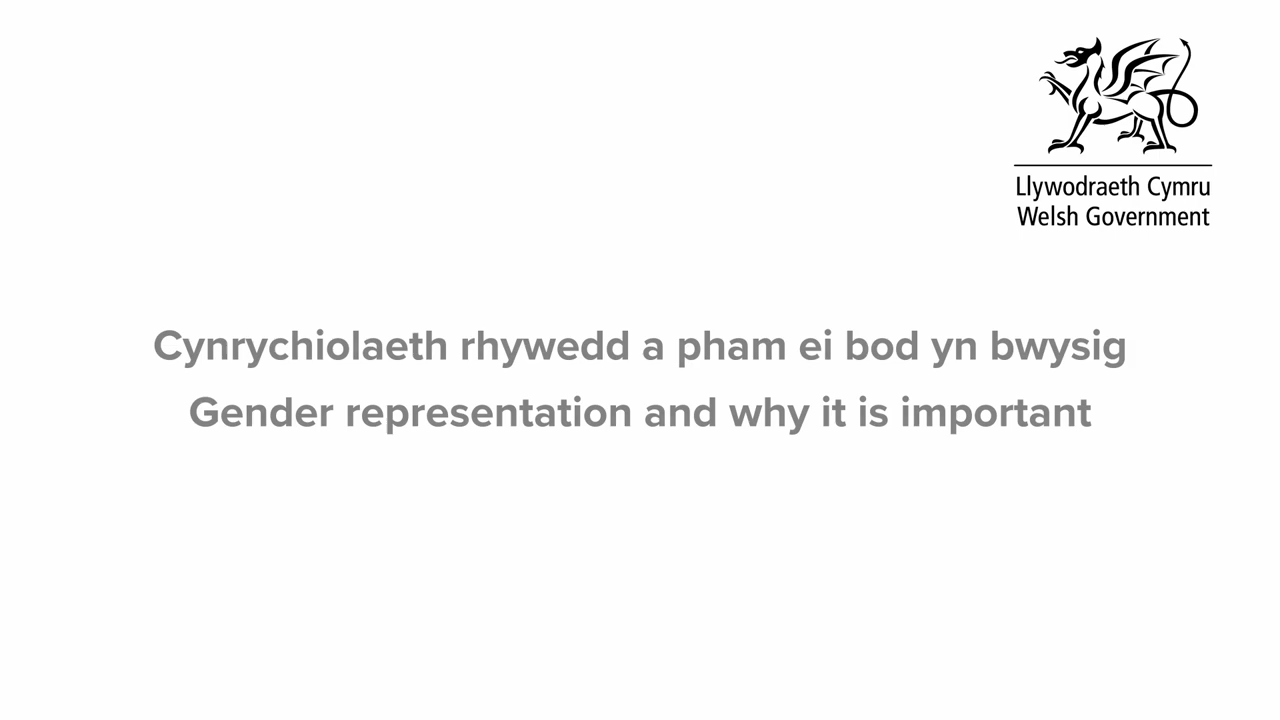 Llywodraeth Cymru
Welsh Government
Cynrychiolaeth rhywedd a pham ei bod yn bwysig
Gender representation and why it is important